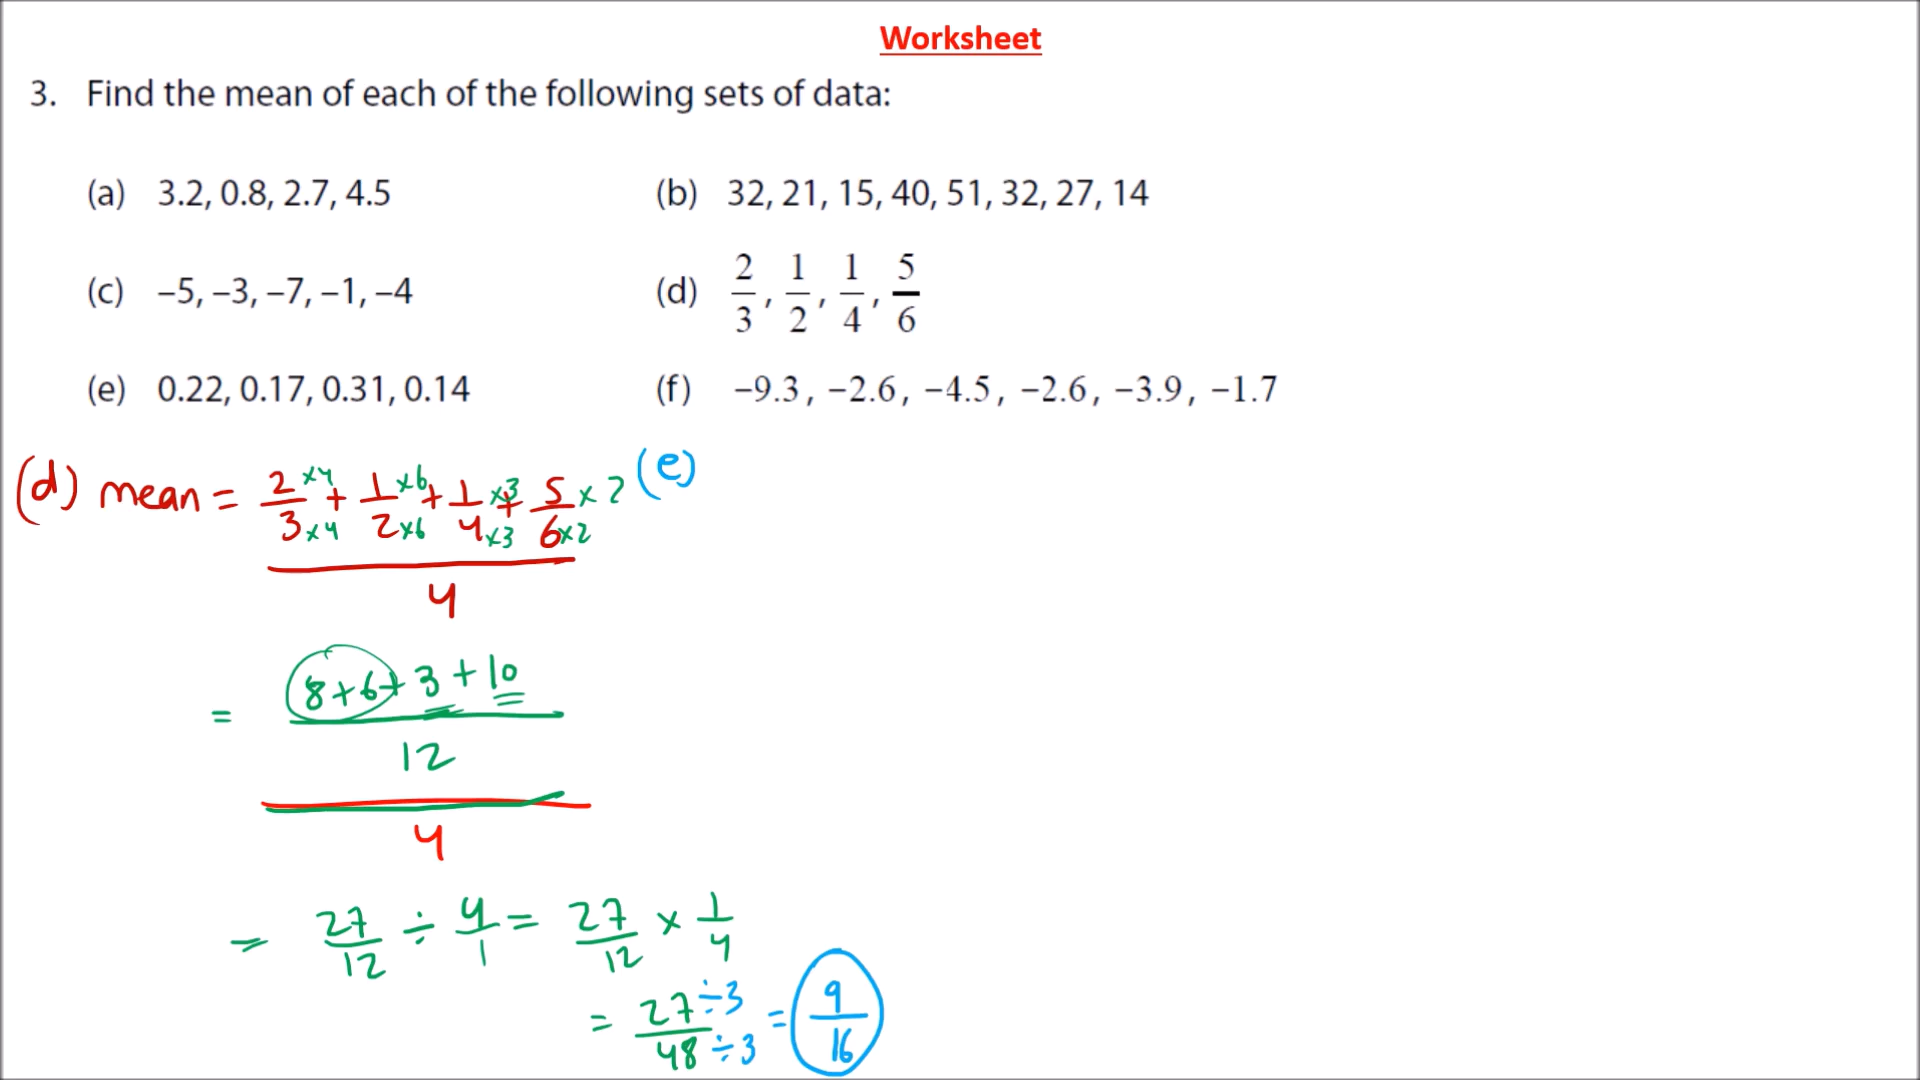 Worksheet
3. Find the mean of each of the following sets of data:
(a) 3.2, 0.8, 2.7, 4.5
(b) 32, 21, 15, 40, 51, 32, 27, 14
(c) –5, –3, –7, –1, –4
(d) 2/3, 1/2, 1/4, 5/6
(e) 0.22, 0.17, 0.31, 0.14
(f) −9.3, −2.6, −4.5, −2.6, −3.9, −1.7
(d) mean = 2×4/3×4 + 1×6/2×6 + 1×3/4×3 + 5×2/6×2
4
(e)
= 8+6+3+10
12
4
= 27/12 ÷ 4/1 = 27/12 × 1/4
= 27÷3/48÷3 = 9/16